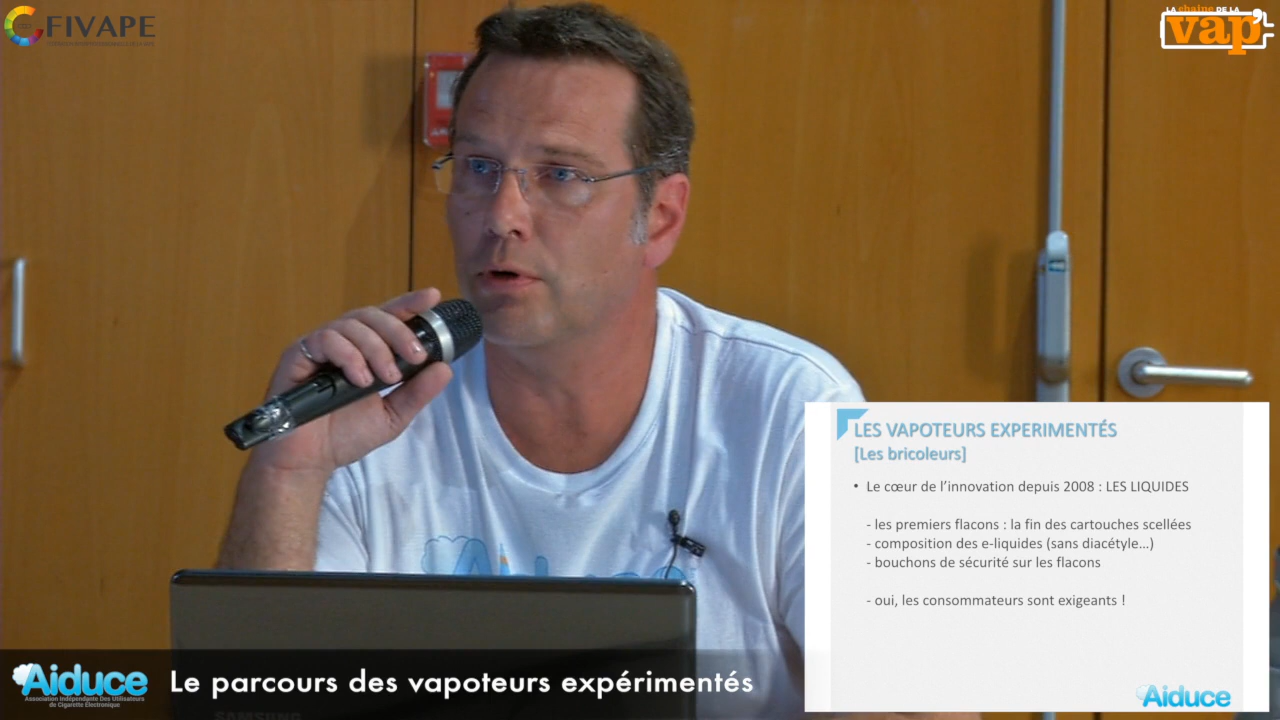 FIVAPE
LA chaîne DE LA
vap'
LES VAPOTEURS EXPERIMENTÉS
[Les bricoleurs]
• Le cœur de l'innovation depuis 2008 : LES LIQUIDES
- les premiers flacons : la fin des cartouches scellées
- composition des e-liquides (sans diacétyle...)
- bouchons de sécurité sur les flacons
- oui, les consommateurs sont exigeants !
Aiduce
Aiduce
Association Indépendante Des Utilisateurs
de Cigarette Electronique
Le parcours des vapoteurs expérimentés
SAMSUNG